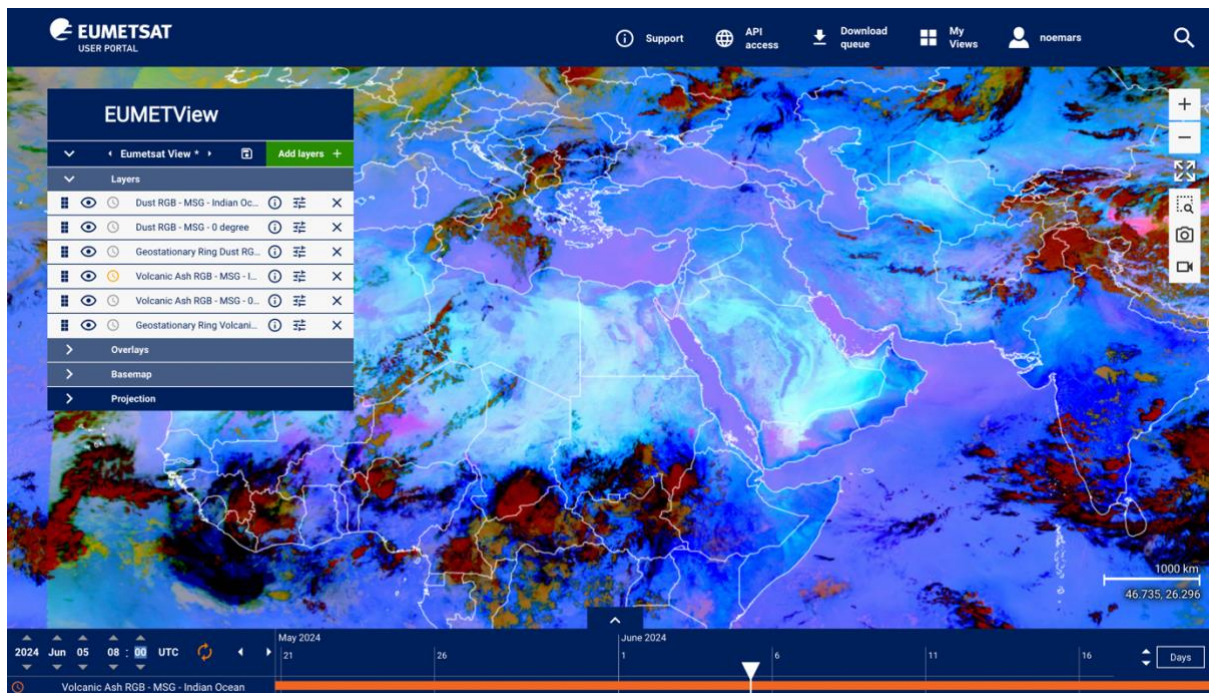 EUMETSAT
USER PORTAL
Support
API access
Download queue
My Views
noemars
EUMETView
Eumetsat View *
Add layers +
Layers
Dust RGB - MSG - Indian Oc...
Dust RGB - MSG - 0 degree
Geostationary Ring Dust RG...
Volcanic Ash RGB - MSG - I...
Volcanic Ash RGB - MSG - 0...
Geostationary Ring Volcani...
Overlays
Basemap
Projection
1000 km
46.735, 26.296
May 2024
June 2024
2024 Jun 05 08 : 00 UTC
21 26 1 6 11 16
Days
Volcanic Ash RGB - MSG - Indian Ocean